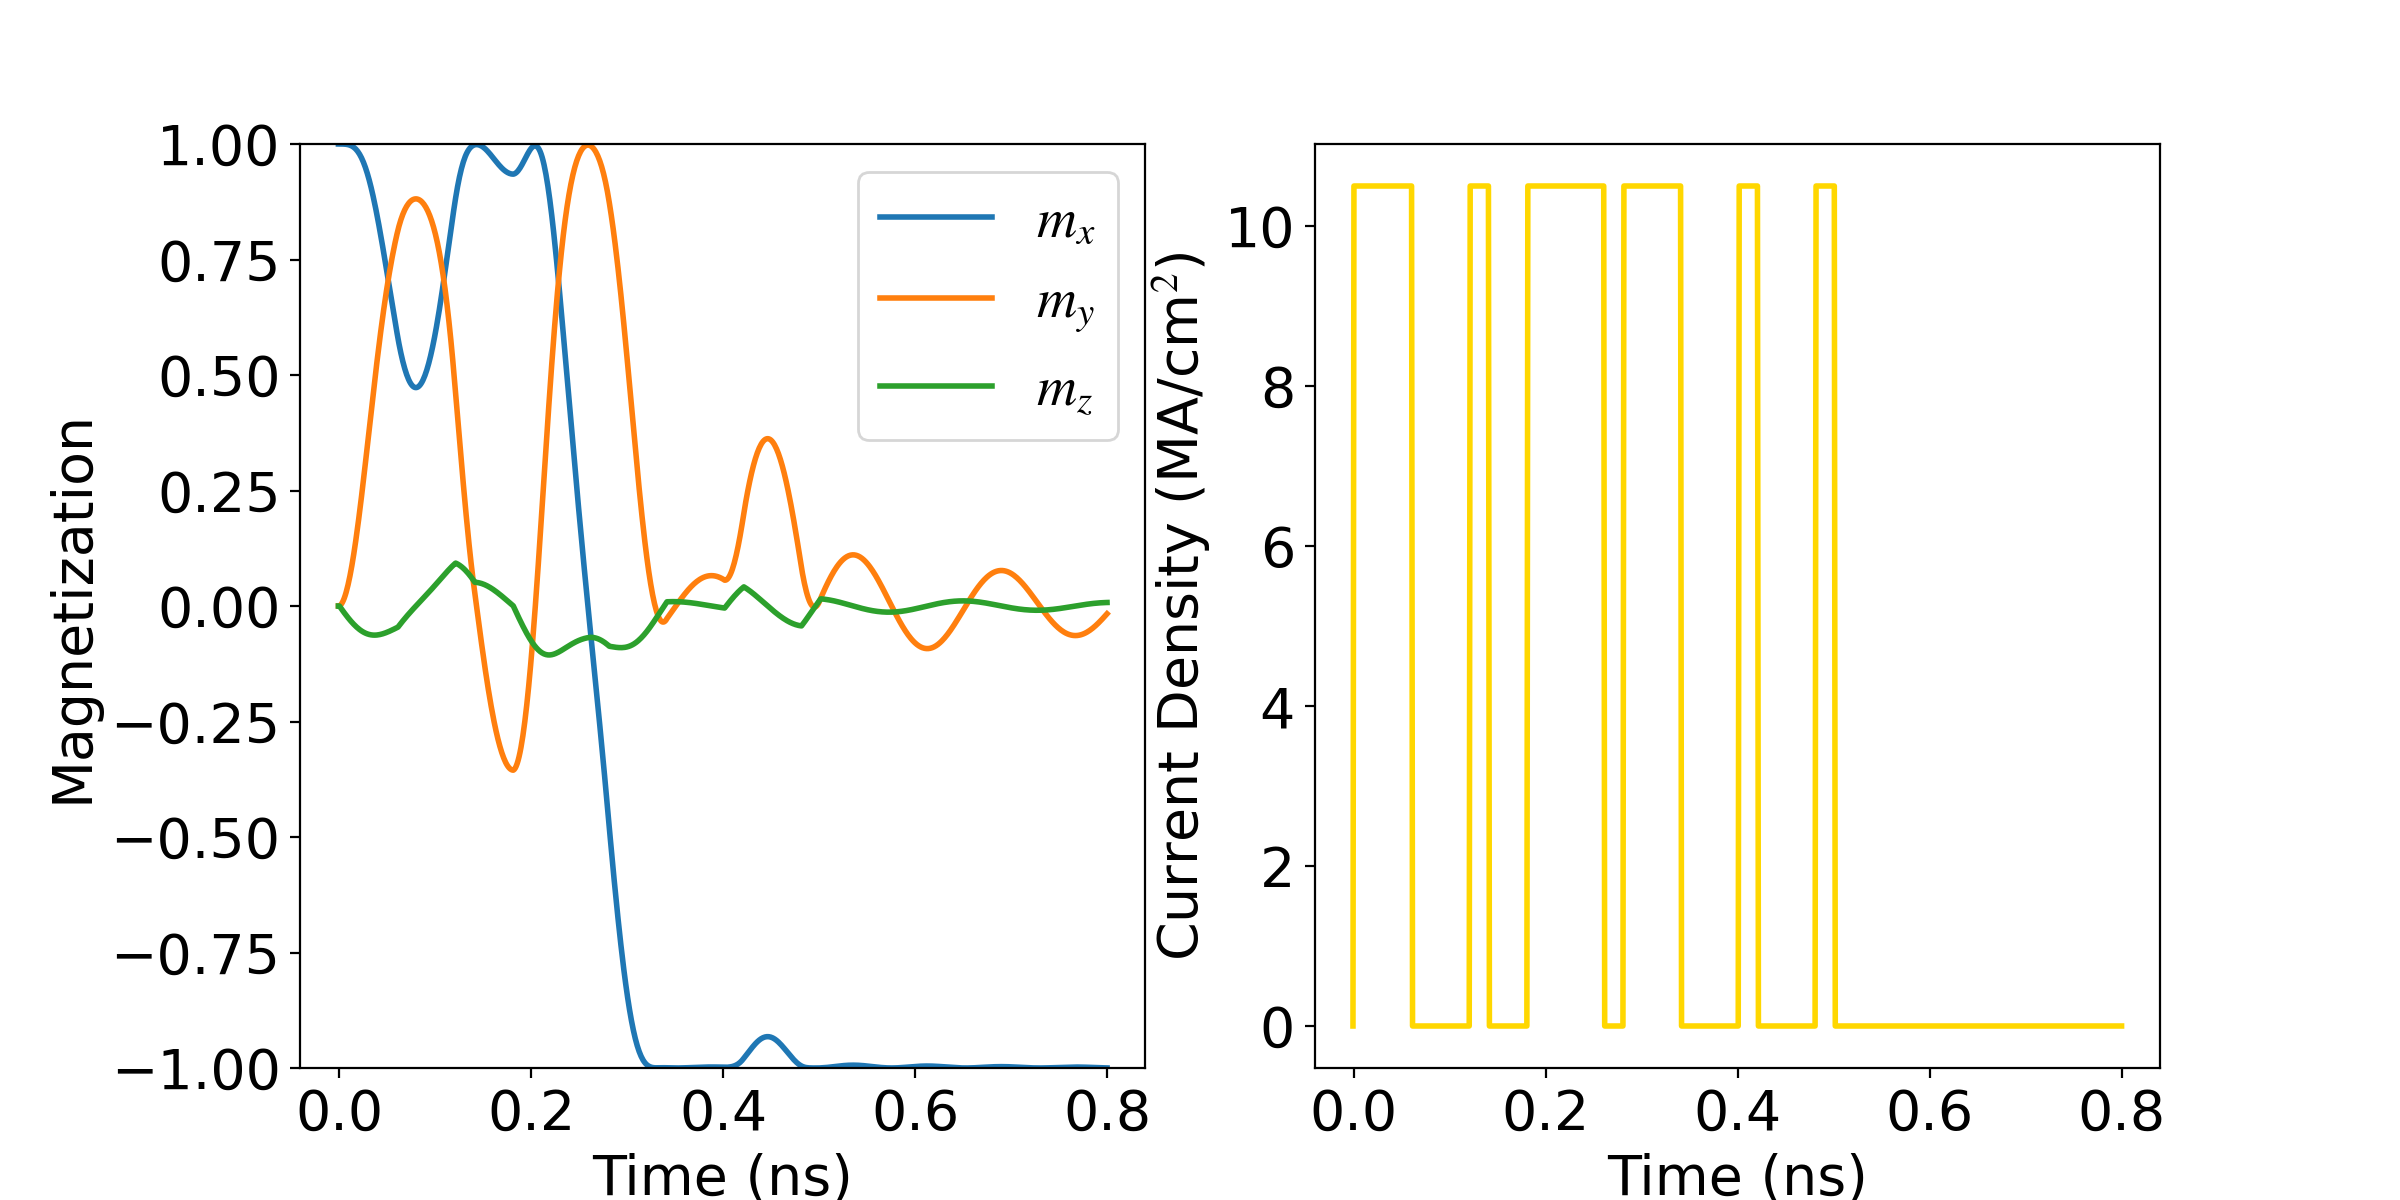 1.00
0.75
0.50
0.25
0.00
−0.25
−0.50
−0.75
−1.00
Magnetization
0.0 0.2 0.4 0.6 0.8
Time (ns)
m_x
m_y
m_z
10
8
6
4
2
0
Current Density (MA/cm²)
0.0 0.2 0.4 0.6 0.8
Time (ns)